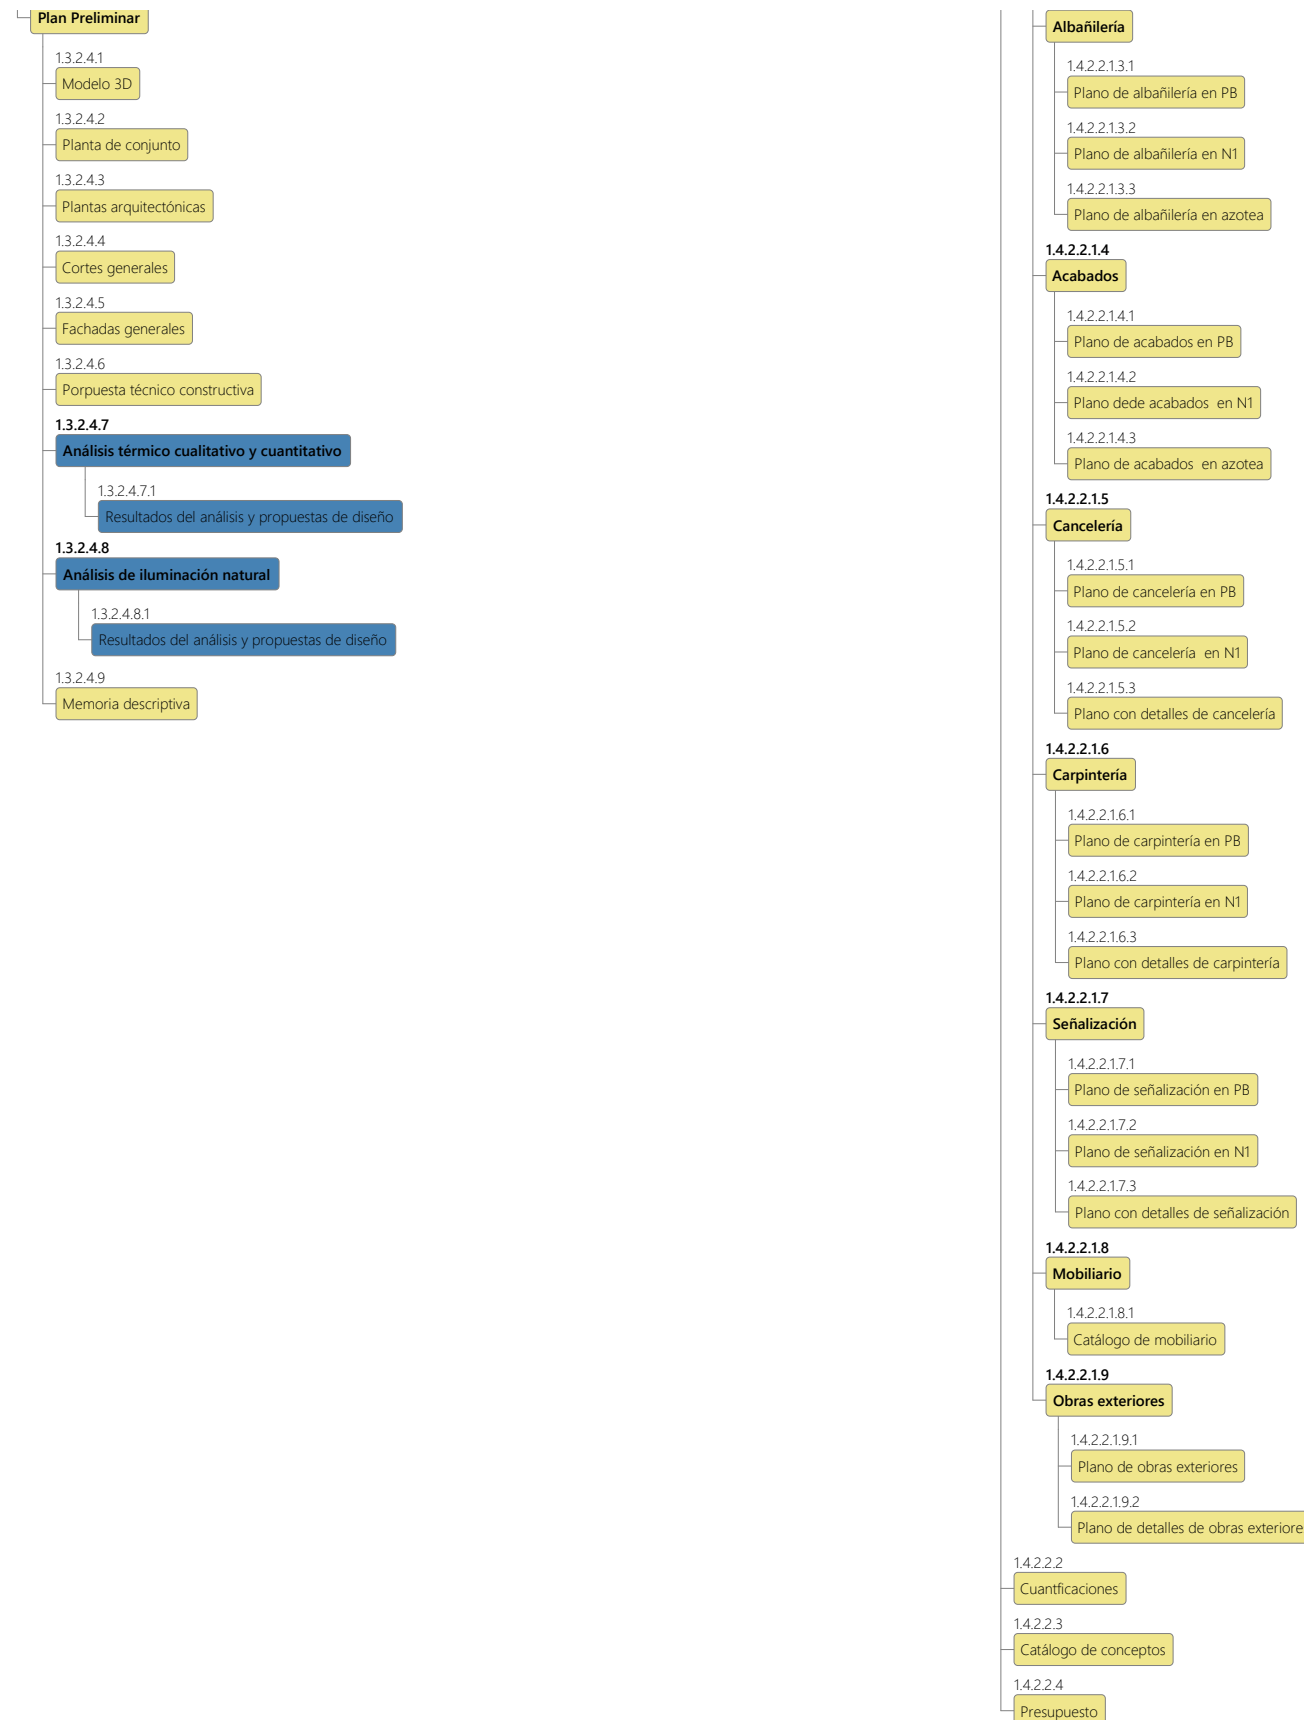 Plan Preliminar
1.3.2.4.1
Modelo 3D
1.3.2.4.2
Planta de conjunto
1.3.2.4.3
Plantas arquitectónicas
1.3.2.4.4
Cortes generales
1.3.2.4.5
Fachadas generales
1.3.2.4.6
Porpuesta técnico constructiva
1.3.2.4.7
Análisis térmico cualitativo y cuantitativo
1.3.2.4.7.1
Resultados del análisis y propuestas de diseño
1.3.2.4.8
Análisis de iluminación natural
1.3.2.4.8.1
Resultados del análisis y propuestas de diseño
1.3.2.4.9
Memoria descriptiva
Albañilería
1.4.2.2.1.3.1
Plano de albañilería en PB
1.4.2.2.1.3.2
Plano de albañilería en N1
1.4.2.2.1.3.3
Plano de albañilería en azotea
1.4.2.2.1.4
Acabados
1.4.2.2.1.4.1
Plano de acabados en PB
1.4.2.2.1.4.2
Plano dede acabados  en N1
1.4.2.2.1.4.3
Plano de acabados  en azotea
1.4.2.2.1.5
Cancelería
1.4.2.2.1.5.1
Plano de cancelería en PB
1.4.2.2.1.5.2
Plano de cancelería  en N1
1.4.2.2.1.5.3
Plano con detalles de cancelería
1.4.2.2.1.6
Carpintería
1.4.2.2.1.6.1
Plano de carpintería en PB
1.4.2.2.1.6.2
Plano de carpintería en N1
1.4.2.2.1.6.3
Plano con detalles de carpintería
1.4.2.2.1.7
Señalización
1.4.2.2.1.7.1
Plano de señalización en PB
1.4.2.2.1.7.2
Plano de señalización en N1
1.4.2.2.1.7.3
Plano con detalles de señalización
1.4.2.2.1.8
Mobiliario
1.4.2.2.1.8.1
Catálogo de mobiliario
1.4.2.2.1.9
Obras exteriores
1.4.2.2.1.9.1
Plano de obras exteriores
1.4.2.2.1.9.2
Plano de detalles de obras exteriore
1.4.2.2.2
Cuantficaciones
1.4.2.2.3
Catálogo de conceptos
1.4.2.2.4
Presupuesto